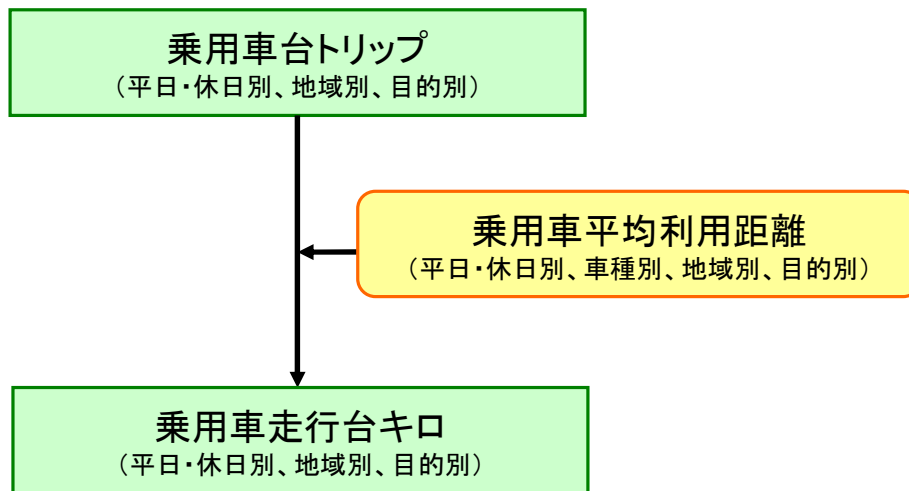 乗用車台トリップ
（平日・休日別、地域別、目的別）
乗用車平均利用距離
（平日・休日別、車種別、地域別、目的別）
乗用車走行台キロ
（平日・休日別、地域別、目的別）